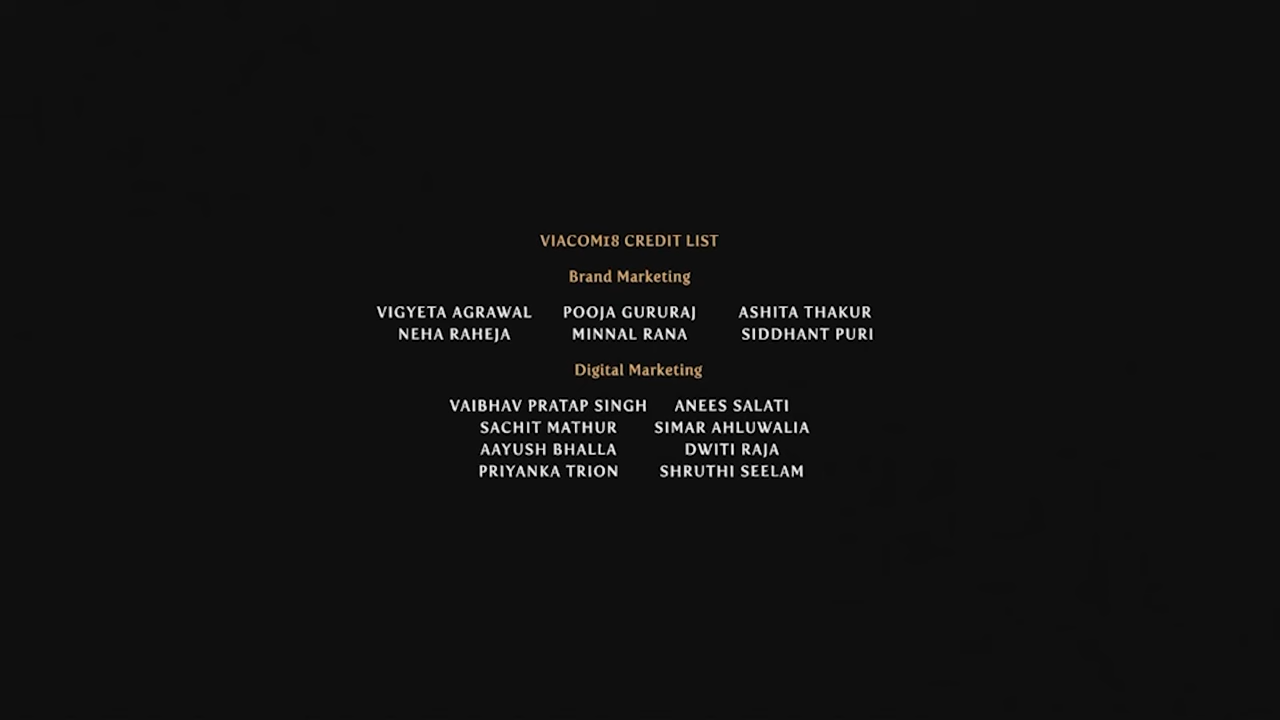 VIACOM18 CREDIT LIST
Brand Marketing
VIGYETA AGRAWAL POOJA GURURAJ ASHITA THAKUR
NEHA RAHEJA MINNAL RANA SIDDHANT PURI
Digital Marketing
VAIBHAV PRATAP SINGH ANEES SALATI
SACHIT MATHUR SIMAR AHLUWALIA
AAYUSH BHALLA DWITI RAJA
PRIYANKA TRION SHRUTHI SEELAM